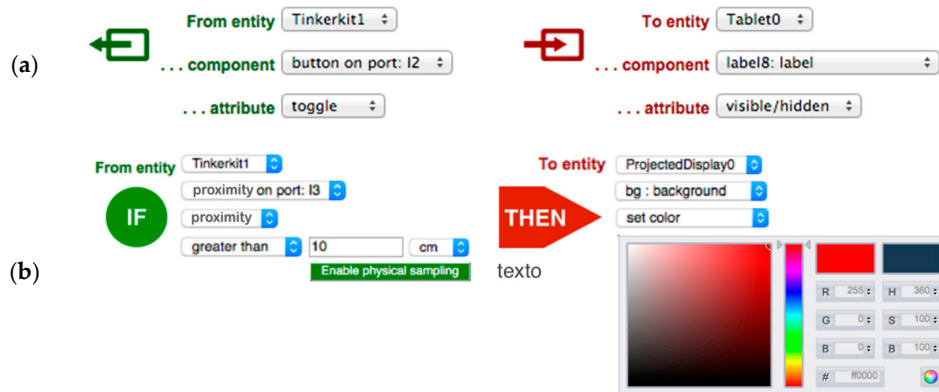 (a)
From entity Tinkerkit1
To entity Tablet0
... component button on port: I2
... component label8: label
... attribute toggle
... attribute visible/hidden
(b)
From entity Tinkerkit1
proximity on port: I3
IF
proximity
greater than 10 cm
Enable physical sampling
To entity ProjectedDisplay0
bg : background
THEN
set color
texto
R 255 H 360
G 0 S 100
B 0 B 100
# ff0000